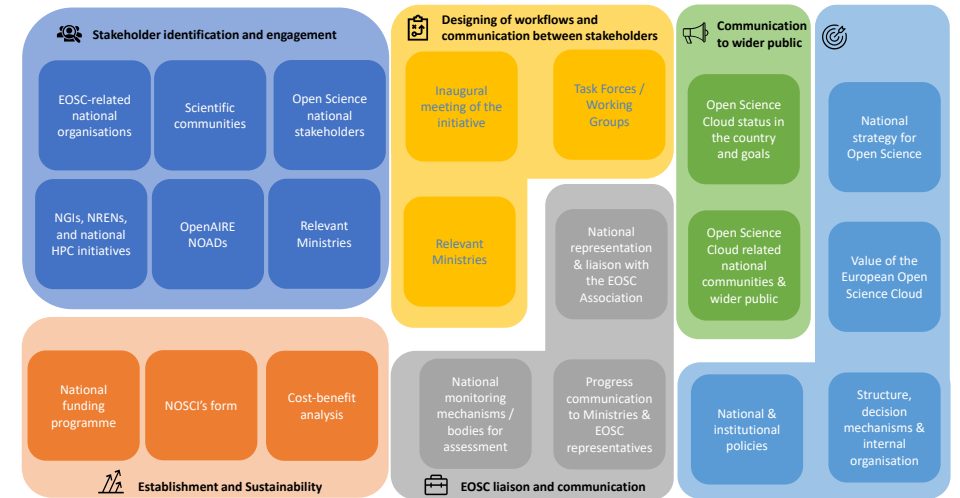 Stakeholder identification and engagement
EOSC-related
national
organisations
Scientific
communities
Open Science
national
stakeholders
NGIs, NRENs,
and national
HPC initiatives
OpenAIRE
NOADs
Relevant
Ministries
Designing of workflows and
communication between stakeholders
Inaugural
meeting of the
initiative
Task Forces /
Working
Groups
Relevant
Ministries
Communication
to wider public
Open Science
Cloud status in
the country
and goals
Open Science
Cloud related
national
communities &
wider public
National
strategy for
Open Science
Value of the
European Open
Science Cloud
National &
institutional
policies
Structure,
decision
mechanisms &
internal
organisation
National
representation
& liaison with
the EOSC
Association
National
monitoring
mechanisms /
bodies for
assessment
Progress
communication
to Ministries &
EOSC
representatives
EOSC liaison and communication
National
funding
programme
NOSCI's form
Cost-benefit
analysis
Establishment and Sustainability